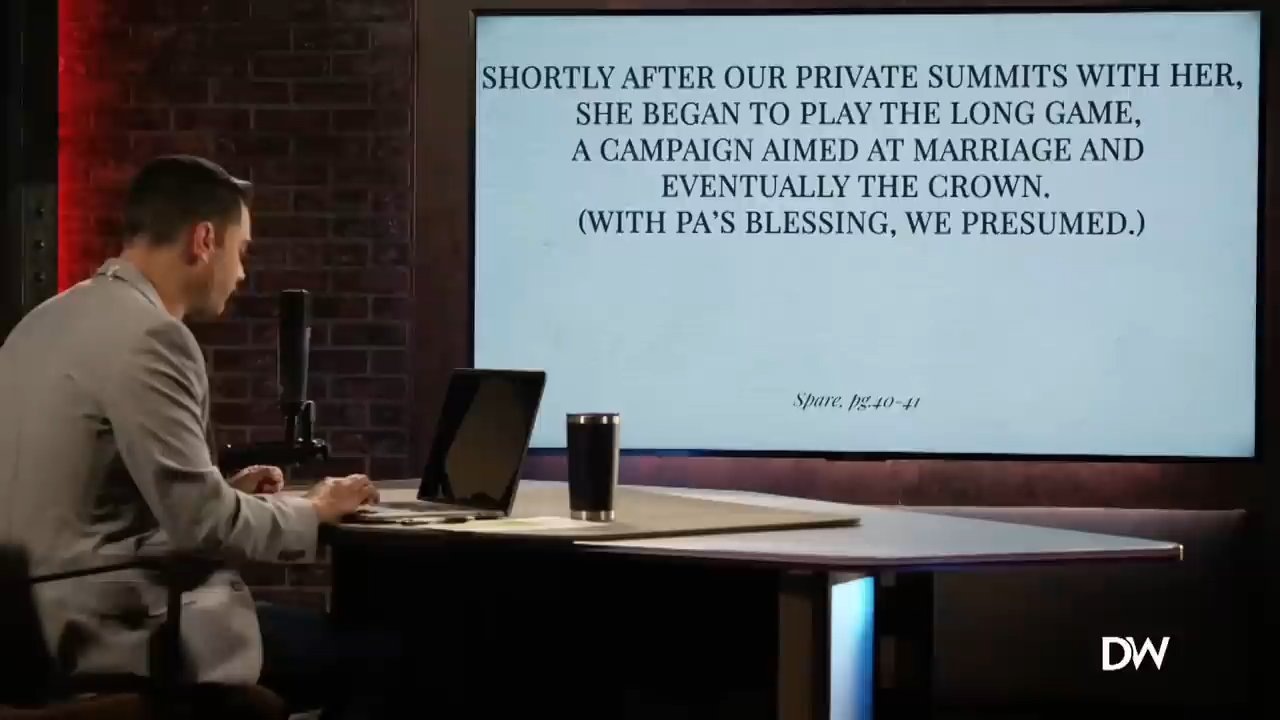 SHORTLY AFTER OUR PRIVATE SUMMITS WITH HER,
SHE BEGAN TO PLAY THE LONG GAME,
A CAMPAIGN AIMED AT MARRIAGE AND
EVENTUALLY THE CROWN.
(WITH PA’S BLESSING, WE PRESUMED.)
Spare, pg.40-41
DW